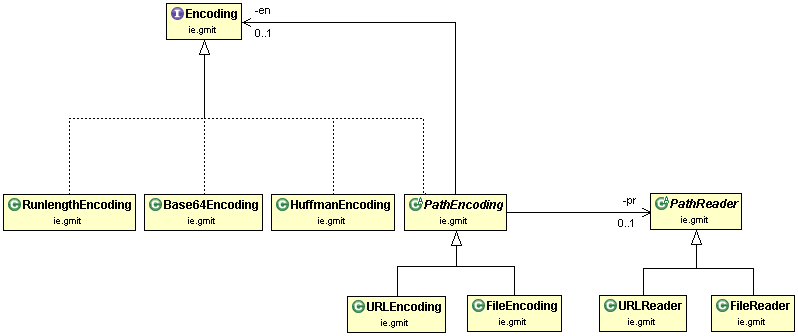 Encoding
ie.gmit
-en
0..1
RunlengthEncoding
ie.gmit
Base64Encoding
ie.gmit
HuffmanEncoding
ie.gmit
PathEncoding
ie.gmit
-pr
0..1
PathReader
ie.gmit
URLEncoding
ie.gmit
FileEncoding
ie.gmit
URLReader
ie.gmit
FileReader
ie.gmit